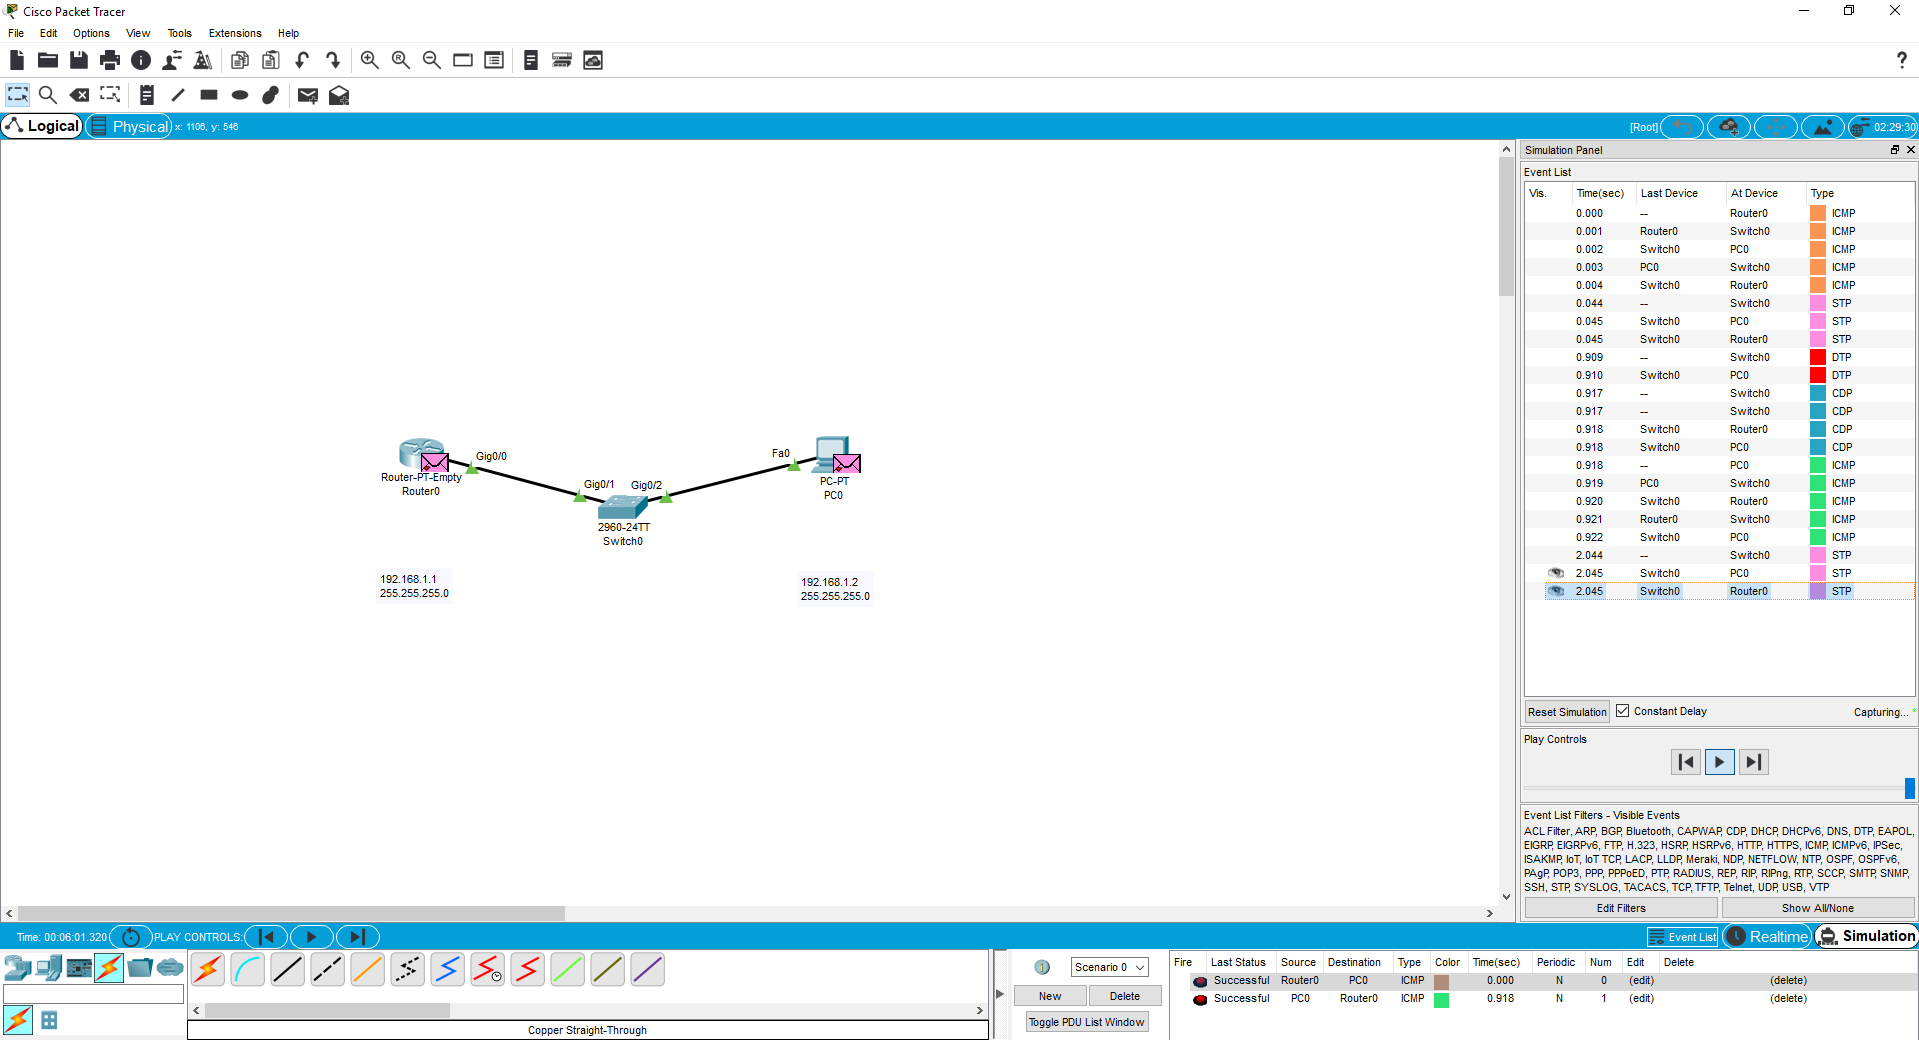 Cisco Packet Tracer
File Edit Options View Tools Extensions Help
?
Logical Physical x: 1106, y: 546 [Root] 02:29:30
Simulation Panel
Event List
Vis. Time(sec) Last Device At Device Type
0.000 -- Router0 ICMP
0.001 Router0 Switch0 ICMP
0.002 Switch0 PC0 ICMP
0.003 PC0 Switch0 ICMP
0.004 Switch0 Router0 ICMP
0.044 -- Switch0 STP
0.045 Switch0 PC0 STP
0.045 Switch0 Router0 STP
0.909 -- Switch0 DTP
0.910 Switch0 PC0 DTP
0.917 -- Switch0 CDP
0.917 -- Switch0 CDP
0.918 Switch0 Router0 CDP
0.918 Switch0 PC0 CDP
0.918 -- PC0 ICMP
0.919 PC0 Switch0 ICMP
0.920 Switch0 Router0 ICMP
0.921 Router0 Switch0 ICMP
0.922 Switch0 PC0 ICMP
2.044 -- Switch0 STP
2.045 Switch0 PC0 STP
2.045 Switch0 Router0 STP
Gig0/0
Router-PT-Empty
Router0
Gig0/1 Gig0/2
2960-24TT
Switch0
Fa0
PC-PT
PC0
192.168.1.1
255.255.255.0
192.168.1.2
255.255.255.0
Reset Simulation Constant Delay Capturing... *
Play Controls
Event List Filters - Visible Events
ACL Filter, ARP, BGP, Bluetooth, CAPWAP, CDP, DHCP, DHCPv6, DNS, DTP, EAPOL,
EIGRP, EIGRPv6, FTP, H.323, HSRP, HSRPv6, HTTP, HTTPS, ICMP, ICMPv6, IPSec,
ISAKMP, IoT, IoT TCP, LACP, LLDP, Meraki, NDP, NETFLOW, NTP, OSPF, OSPFv6,
PAgP, POP3, PPP, PPPoED, PTP, RADIUS, REP, RIP, RIPng, RTP, SCCP, SMTP, SNMP,
SSH, STP, SYSLOG, TACACS, TCP, TFTP, Telnet, UDP, USB, VTP
Edit Filters Show All/None
Time: 00:06:01.320 PLAY CONTROLS: Event List Realtime Simulation
Copper Straight-Through
Scenario 0
New Delete
Toggle PDU List Window
Fire Last Status Source Destination Type Color Time(sec) Periodic Num Edit Delete
Successful Router0 PC0 ICMP 0.000 N 0 (edit) (delete)
Successful PC0 Router0 ICMP 0.918 N 1 (edit) (delete)